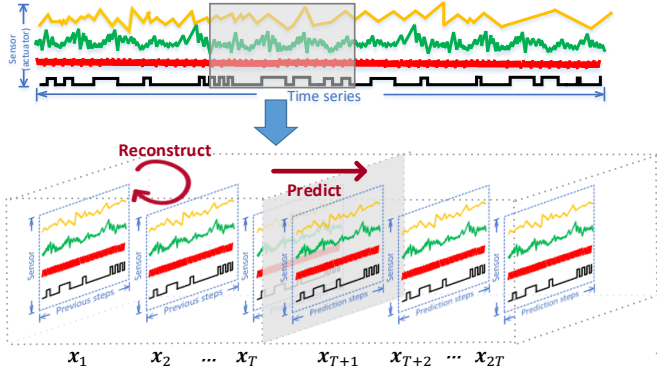 Sensor
(actuator)
Time series
Reconstruct
Predict
Sensor
Previous steps
Sensor
Previous steps
Sensor
Prediction steps
Sensor
Prediction steps
Sensor
Prediction steps
x1 x2 ... xT xT+1 xT+2 ... x2T